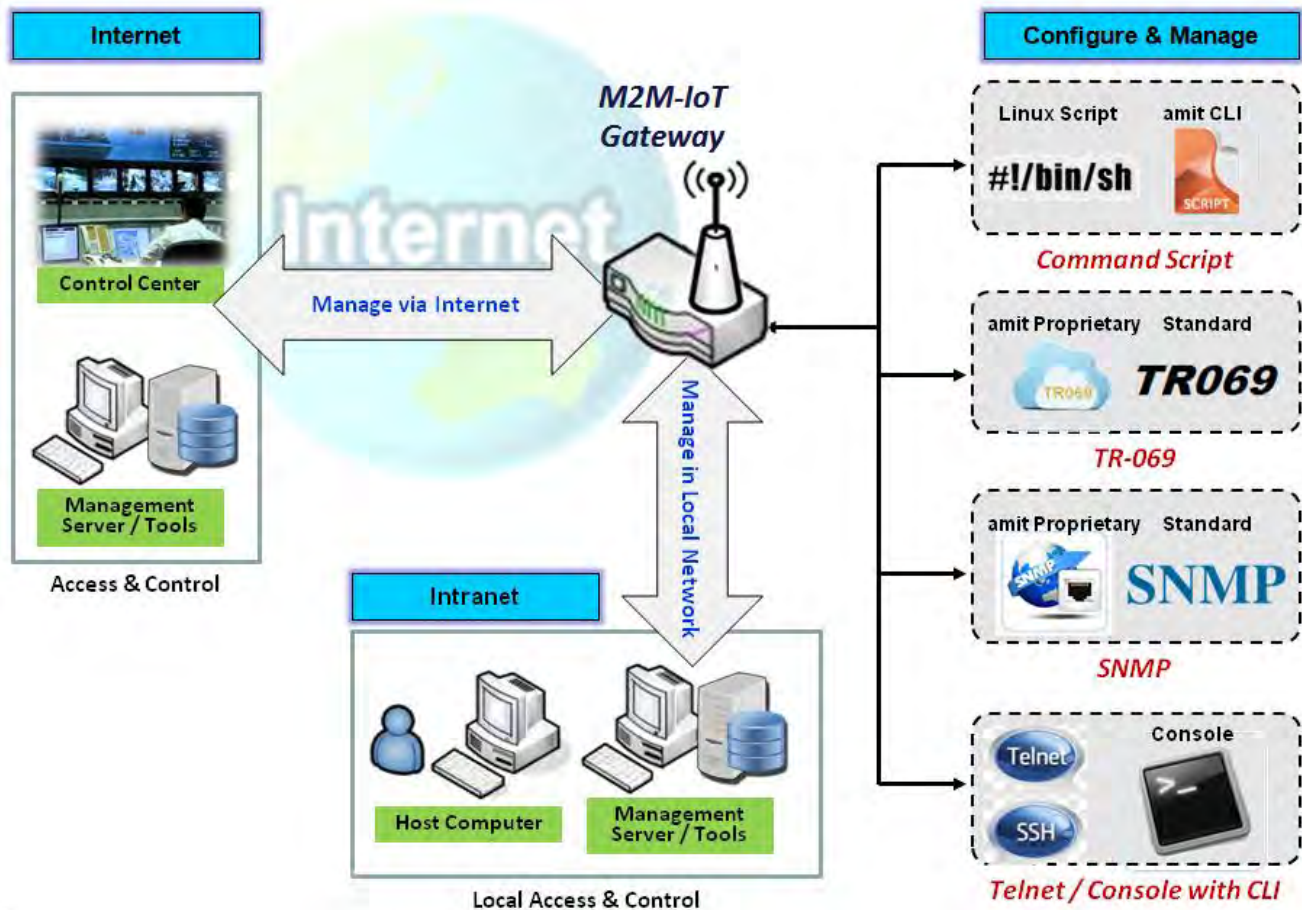 Internet
Control Center
Management
Server / Tools
Access & Control
Internet
Manage via Internet
M2M-IoT
Gateway
Manage in Local Network
Intranet
Host Computer
Management
Server / Tools
Local Access & Control
Configure & Manage
Linux Script amit CLI
#!/bin/sh SCRIPT
Command Script
amit Proprietary Standard
TR069 TR069
TR-069
amit Proprietary Standard
SNMP SNMP
SNMP
Telnet Console
>_
SSH
Telnet / Console with CLI